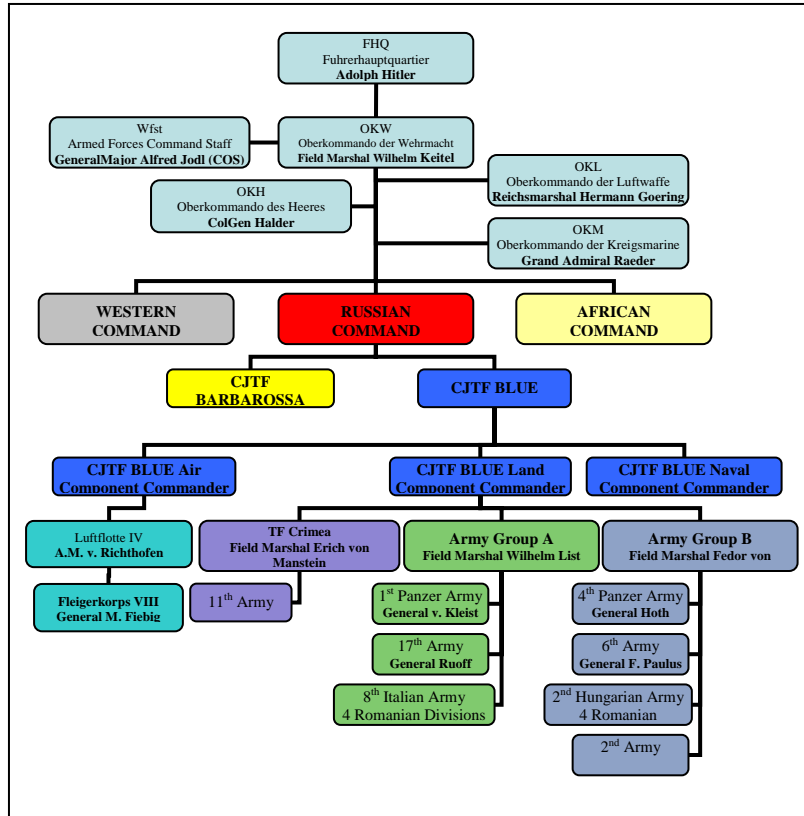 FHQ
Fuhrerhauptquartier
Adolph Hitler
Wfst
Armed Forces Command Staff
GeneralMajor Alfred Jodl (COS)
OKW
Oberkommando der Wehrmacht
Field Marshal Wilhelm Keitel
OKH
Oberkommando des Heeres
ColGen Halder
OKL
Oberkommando der Luftwaffe
Reichsmarshal Hermann Goering
OKM
Oberkommando der Kreigsmarine
Grand Admiral Raeder
WESTERN
COMMAND
RUSSIAN
COMMAND
AFRICAN
COMMAND
CJTF
BARBAROSSA
CJTF BLUE
CJTF BLUE Air
Component Commander
CJTF BLUE Land
Component Commander
CJTF BLUE Naval
Component Commander
Luftflotte IV
A.M. v. Richthofen
Fleigerkorps VIII
General M. Fiebig
TF Crimea
Field Marshal Erich von
Manstein
11th Army
Army Group A
Field Marshal Wilhelm List
1st Panzer Army
General v. Kleist
17th Army
General Ruoff
8th Italian Army
4 Romanian Divisions
Army Group B
Field Marshal Fedor von
4th Panzer Army
General Hoth
6th Army
General F. Paulus
2nd Hungarian Army
4 Romanian
2nd Army